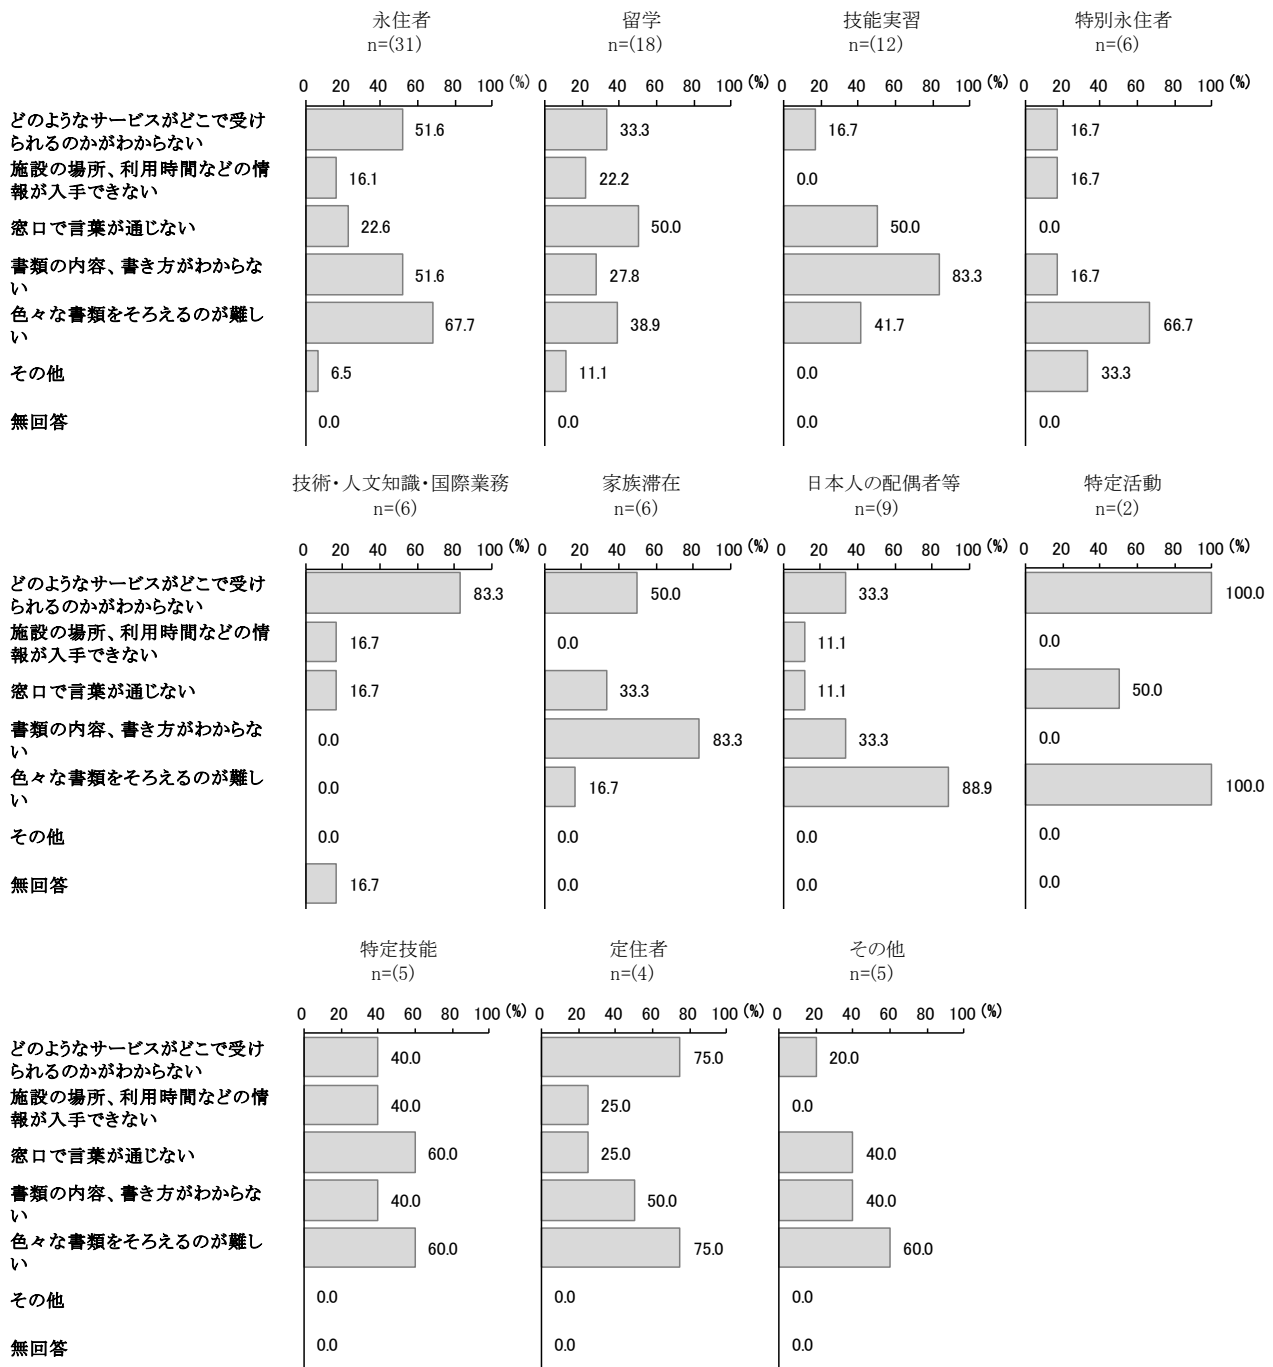 永住者 留学 技能実習 特別永住者
n=(31) n=(18) n=(12) n=(6)
0 20 40 60 80 100 (%) 0 20 40 60 80 100 (%) 0 20 40 60 80 100 (%) 0 20 40 60 80 100 (%)
どのようなサービスがどこで受け
られるのかがわからない
51.6 33.3 16.7 16.7
施設の場所、利用時間などの情
報が入手できない
16.1 22.2 0.0 16.7
窓口で言葉が通じない 22.6 50.0 50.0 0.0
書類の内容、書き方がわからな
い
51.6 27.8 83.3 16.7
色々な書類をそろえるのが難し
い
67.7 38.9 41.7 66.7
その他 6.5 11.1 0.0 33.3
無回答 0.0 0.0 0.0 0.0
技術・人文知識・国際業務 家族滞在 日本人の配偶者等 特定活動
n=(6) n=(6) n=(9) n=(2)
0 20 40 60 80 100 (%) 0 20 40 60 80 100 (%) 0 20 40 60 80 100 (%) 0 20 40 60 80 100 (%)
どのようなサービスがどこで受け
られるのかがわからない
83.3 50.0 33.3 100.0
施設の場所、利用時間などの情
報が入手できない
16.7 0.0 11.1 0.0
窓口で言葉が通じない 16.7 33.3 11.1 50.0
書類の内容、書き方がわからな
い
0.0 83.3 33.3 0.0
色々な書類をそろえるのが難し
い
0.0 16.7 88.9 100.0
その他 0.0 0.0 0.0 0.0
無回答 16.7 0.0 0.0 0.0
特定技能 定住者 その他
n=(5) n=(4) n=(5)
0 20 40 60 80 100 (%) 0 20 40 60 80 100 (%) 0 20 40 60 80 100 (%)
どのようなサービスがどこで受け
られるのかがわからない
40.0 75.0 20.0
施設の場所、利用時間などの情
報が入手できない
40.0 25.0 0.0
窓口で言葉が通じない 60.0 25.0 40.0
書類の内容、書き方がわからな
い
40.0 50.0 40.0
色々な書類をそろえるのが難し
い
60.0 75.0 60.0
その他 0.0 0.0 0.0
無回答 0.0 0.0 0.0